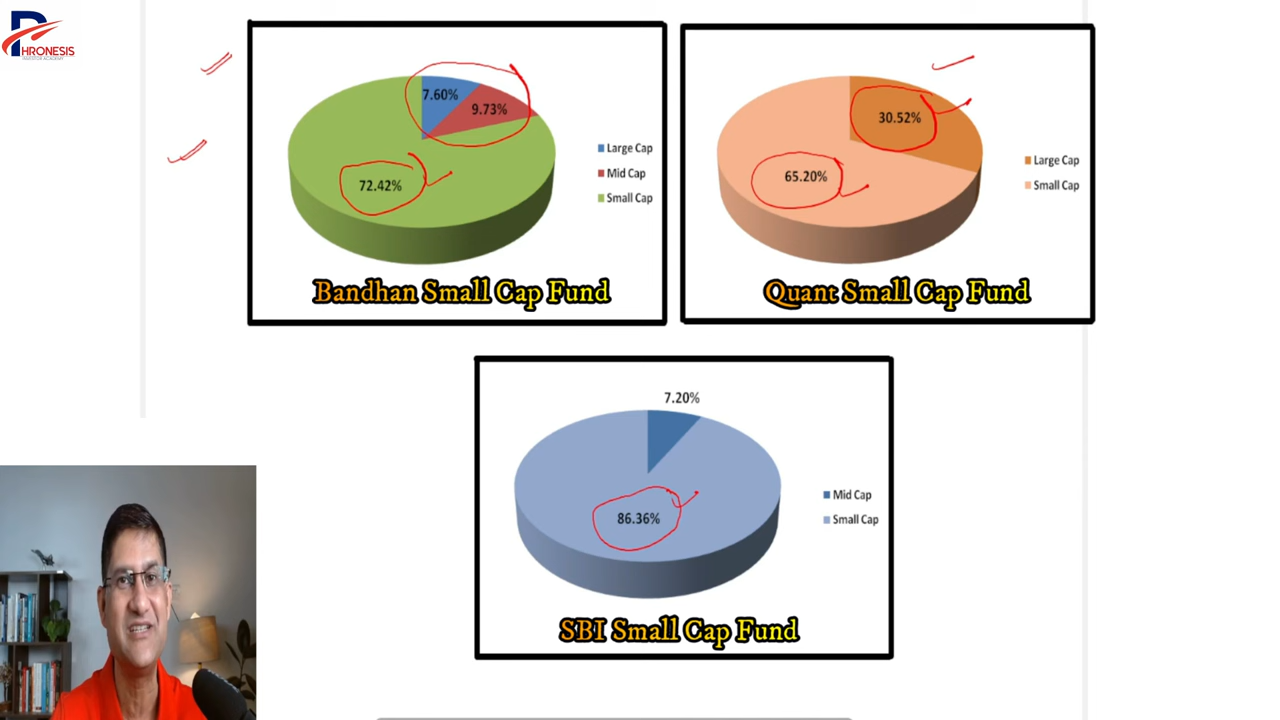 PHRONESIS
INVESTOR ACADEMY
7.60%
9.73%
72.42%
Large Cap
Mid Cap
Small Cap
Bandhan Small Cap Fund
30.52%
65.20%
Large Cap
Small Cap
Quant Small Cap Fund
7.20%
86.36%
Mid Cap
Small Cap
SBI Small Cap Fund